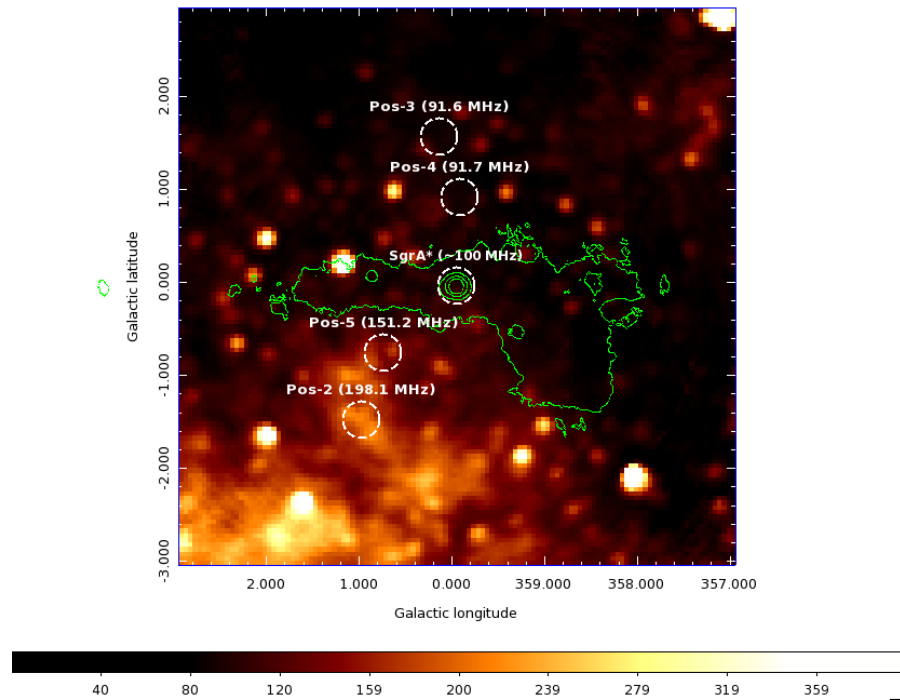 2.000
Pos-3 (91.6 MHz)
Pos-4 (91.7 MHz)
1.000
SgrA* (~100 MHz)
0.000
Pos-5 (151.2 MHz)
-1.000
Pos-2 (198.1 MHz)
-2.000
-3.000
Galactic latitude
2.000 1.000 0.000 359.000 358.000 357.000
Galactic longitude
40 80 120 159 200 239 279 319 359